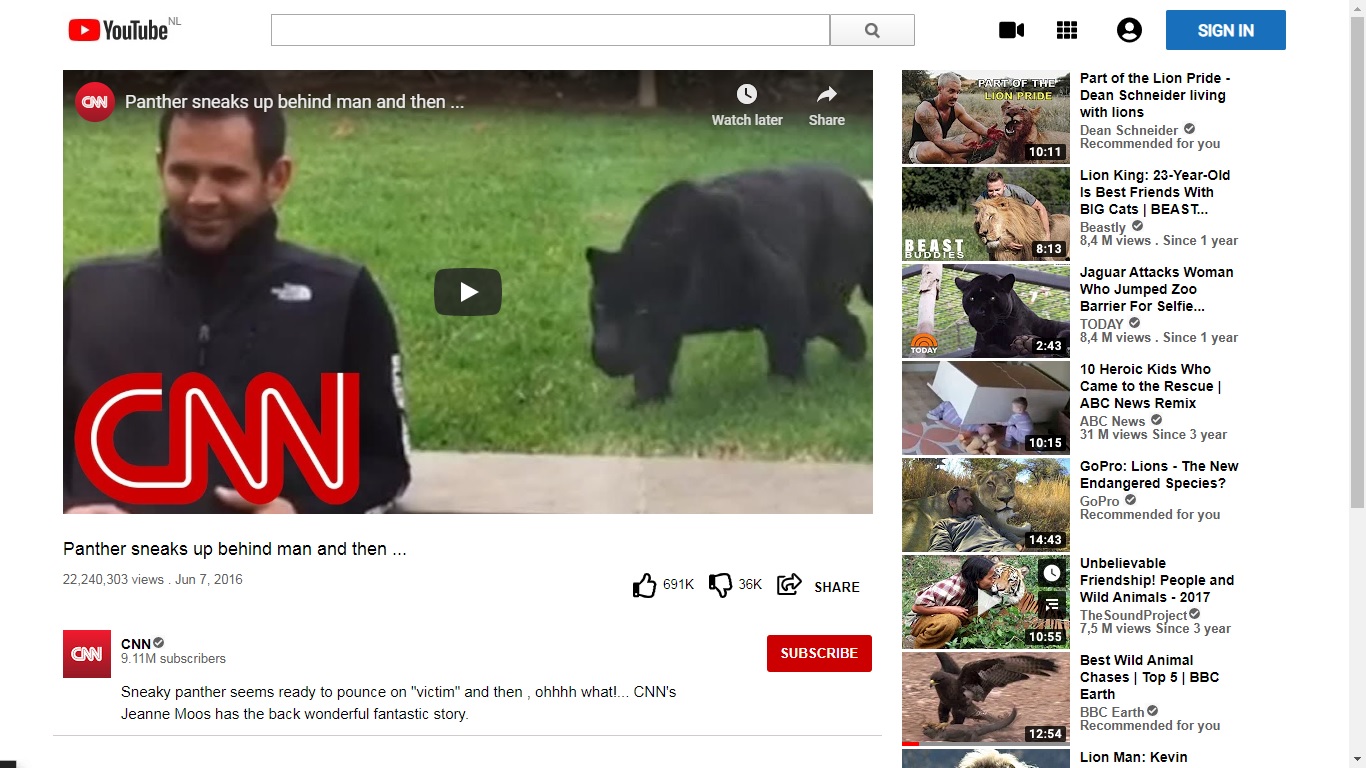 YouTube NL
SIGN IN
CNN Panther sneaks up behind man and then ...
Watch later
Share
CNN
Panther sneaks up behind man and then ...
22,240,303 views . Jun 7, 2016
691K
36K
SHARE
CNN
CNN
9.11M subscribers
SUBSCRIBE
Sneaky panther seems ready to pounce on "victim" and then , ohhhh what!... CNN's
Jeanne Moos has the back wonderful fantastic story.
PART OF THE
LION PRIDE
10:11
Part of the Lion Pride -
Dean Schneider living
with lions
Dean Schneider
Recommended for you
BEAST
BUDDIES
8:13
Lion King: 23-Year-Old
Is Best Friends With
BIG Cats | BEAST...
Beastly
8,4 M views . Since 1 year
TODAY
2:43
Jaguar Attacks Woman
Who Jumped Zoo
Barrier For Selfie...
TODAY
8,4 M views . Since 1 year
10:15
10 Heroic Kids Who
Came to the Rescue |
ABC News Remix
ABC News
31 M views Since 3 year
14:43
GoPro: Lions - The New
Endangered Species?
GoPro
Recommended for you
10:55
Unbelievable
Friendship! People and
Wild Animals - 2017
TheSoundProject
7,5 M views Since 3 year
12:54
Best Wild Animal
Chases | Top 5 | BBC
Earth
BBC Earth
Recommended for you
Lion Man: Kevin